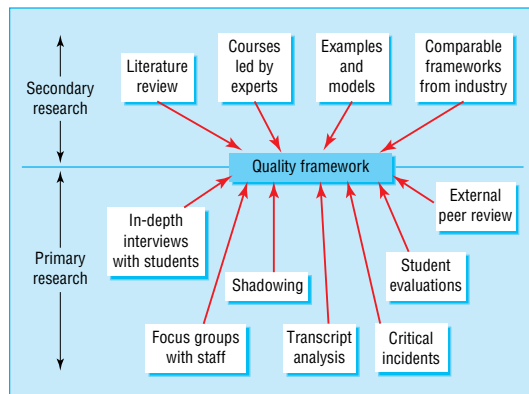 Secondary
research
Literature
review
Courses
led by
experts
Examples
and
models
Comparable
frameworks
from industry
Quality framework
Primary
research
In-depth
interviews
with students
Shadowing
External
peer review
Student
evaluations
Focus groups
with staff
Transcript
analysis
Critical
incidents